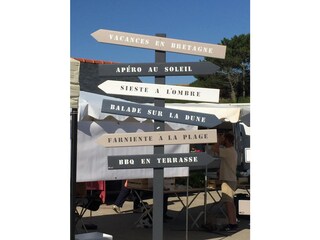 VACANCES EN BRETAGNE
APÉRO AU SOLEIL
SIESTE A L'OMBRE
BALADE SUR LA DUNE
FARNIENTE A LA PLAGE
BBQ EN TERRASSE